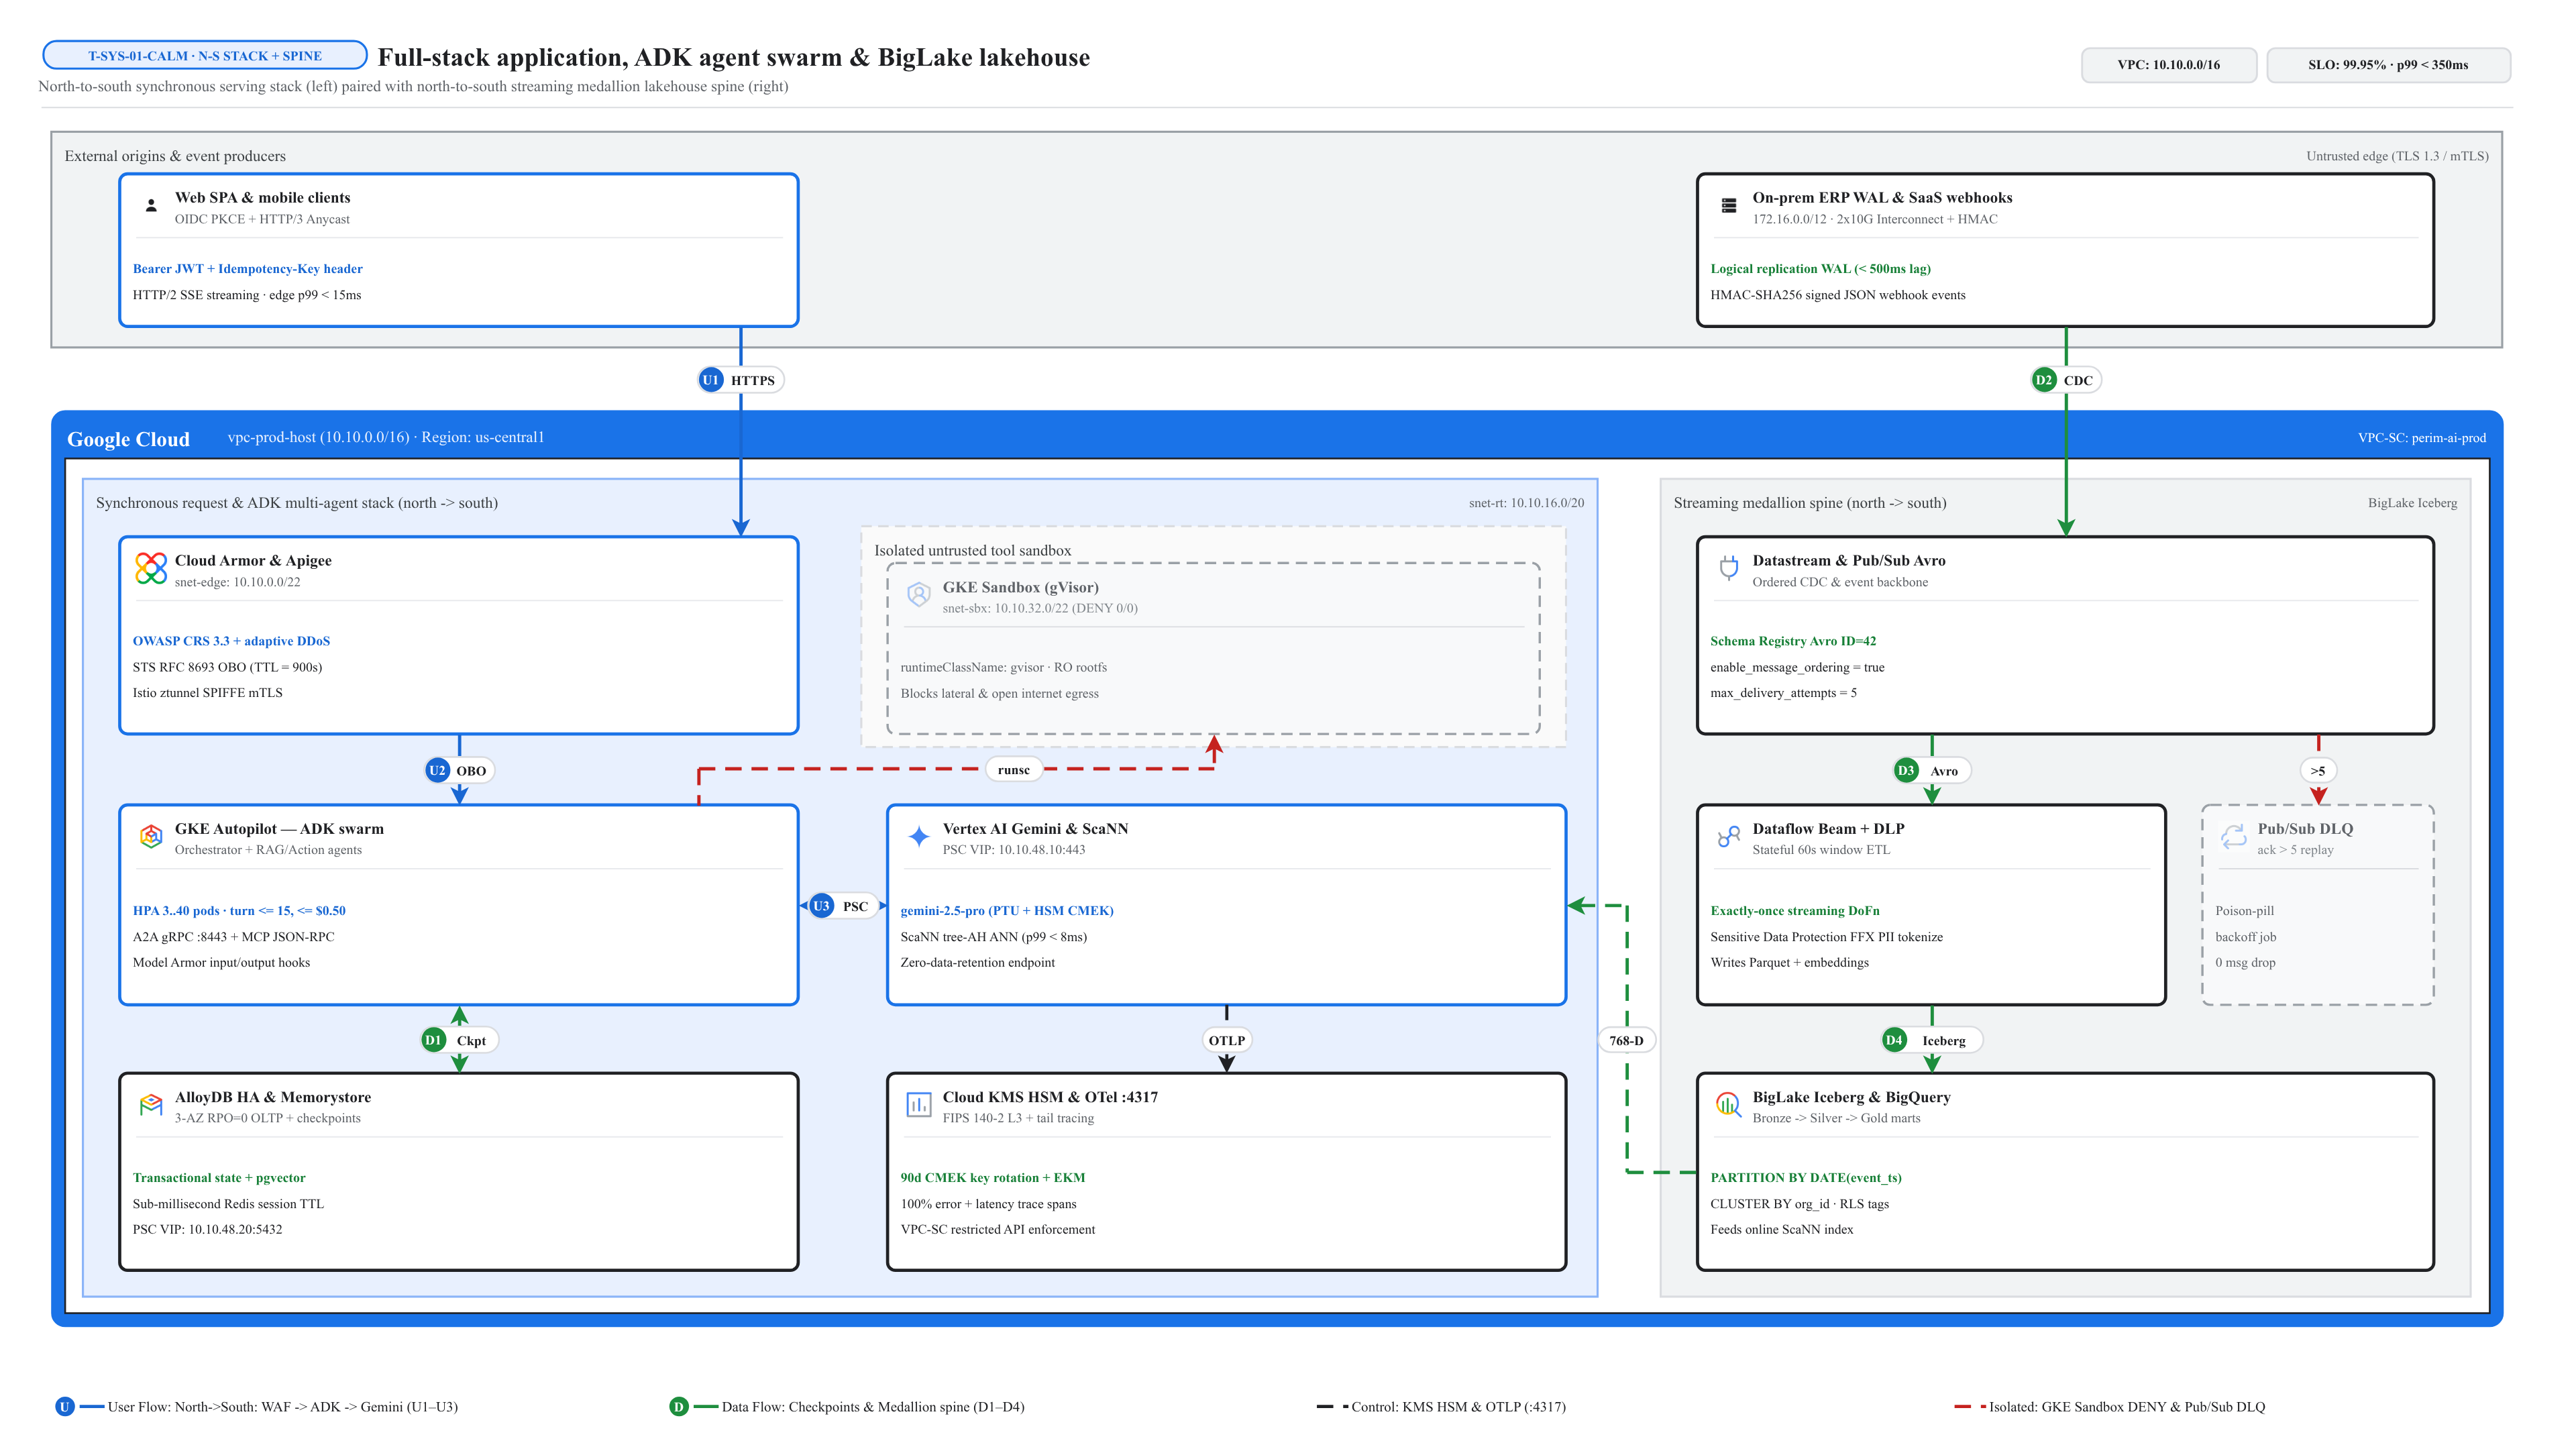 T-SYS-01-CALM · N-S STACK + SPINE
Full-stack application, ADK agent swarm & BigLake lakehouse
North-to-south synchronous serving stack (left) paired with north-to-south streaming medallion lakehouse spine (right)
VPC: 10.10.0.0/16
SLO: 99.95% · p99 < 350ms
External origins & event producers
Untrusted edge (TLS 1.3 / mTLS)
Web SPA & mobile clients
OIDC PKCE + HTTP/3 Anycast
Bearer JWT + Idempotency-Key header
HTTP/2 SSE streaming · edge p99 < 15ms
On-prem ERP WAL & SaaS webhooks
172.16.0.0/12 · 2x10G Interconnect + HMAC
Logical replication WAL (< 500ms lag)
HMAC-SHA256 signed JSON webhook events
U1 HTTPS
D2 CDC
Google Cloud
vpc-prod-host (10.10.0.0/16) · Region: us-central1
VPC-SC: perim-ai-prod
Synchronous request & ADK multi-agent stack (north -> south)
snet-rt: 10.10.16.0/20
Cloud Armor & Apigee
snet-edge: 10.10.0.0/22
OWASP CRS 3.3 + adaptive DDoS
STS RFC 8693 OBO (TTL = 900s)
Istio ztunnel SPIFFE mTLS
Isolated untrusted tool sandbox
GKE Sandbox (gVisor)
snet-sbx: 10.10.32.0/22 (DENY 0/0)
runtimeClassName: gvisor · RO rootfs
Blocks lateral & open internet egress
U2 OBO
runsc
GKE Autopilot — ADK swarm
Orchestrator + RAG/Action agents
HPA 3..40 pods · turn <= 15, <= $0.50
A2A gRPC :8443 + MCP JSON-RPC
Model Armor input/output hooks
U3 PSC
Vertex AI Gemini & ScaNN
PSC VIP: 10.10.48.10:443
gemini-2.5-pro (PTU + HSM CMEK)
ScaNN tree-AH ANN (p99 < 8ms)
Zero-data-retention endpoint
D1 Ckpt
OTLP
768-D
AlloyDB HA & Memorystore
3-AZ RPO=0 OLTP + checkpoints
Transactional state + pgvector
Sub-millisecond Redis session TTL
PSC VIP: 10.10.48.20:5432
Cloud KMS HSM & OTel :4317
FIPS 140-2 L3 + tail tracing
90d CMEK key rotation + EKM
100% error + latency trace spans
VPC-SC restricted API enforcement
Streaming medallion spine (north -> south)
BigLake Iceberg
Datastream & Pub/Sub Avro
Ordered CDC & event backbone
Schema Registry Avro ID=42
enable_message_ordering = true
max_delivery_attempts = 5
D3 Avro
>5
Dataflow Beam + DLP
Stateful 60s window ETL
Exactly-once streaming DoFn
Sensitive Data Protection FFX PII tokenize
Writes Parquet + embeddings
Pub/Sub DLQ
ack > 5 replay
Poison-pill
backoff job
0 msg drop
D4 Iceberg
BigLake Iceberg & BigQuery
Bronze -> Silver -> Gold marts
PARTITION BY DATE(event_ts)
CLUSTER BY org_id · RLS tags
Feeds online ScaNN index
U User Flow: North->South: WAF -> ADK -> Gemini (U1–U3)
D Data Flow: Checkpoints & Medallion spine (D1–D4)
Control: KMS HSM & OTLP (:4317)
Isolated: GKE Sandbox DENY & Pub/Sub DLQ